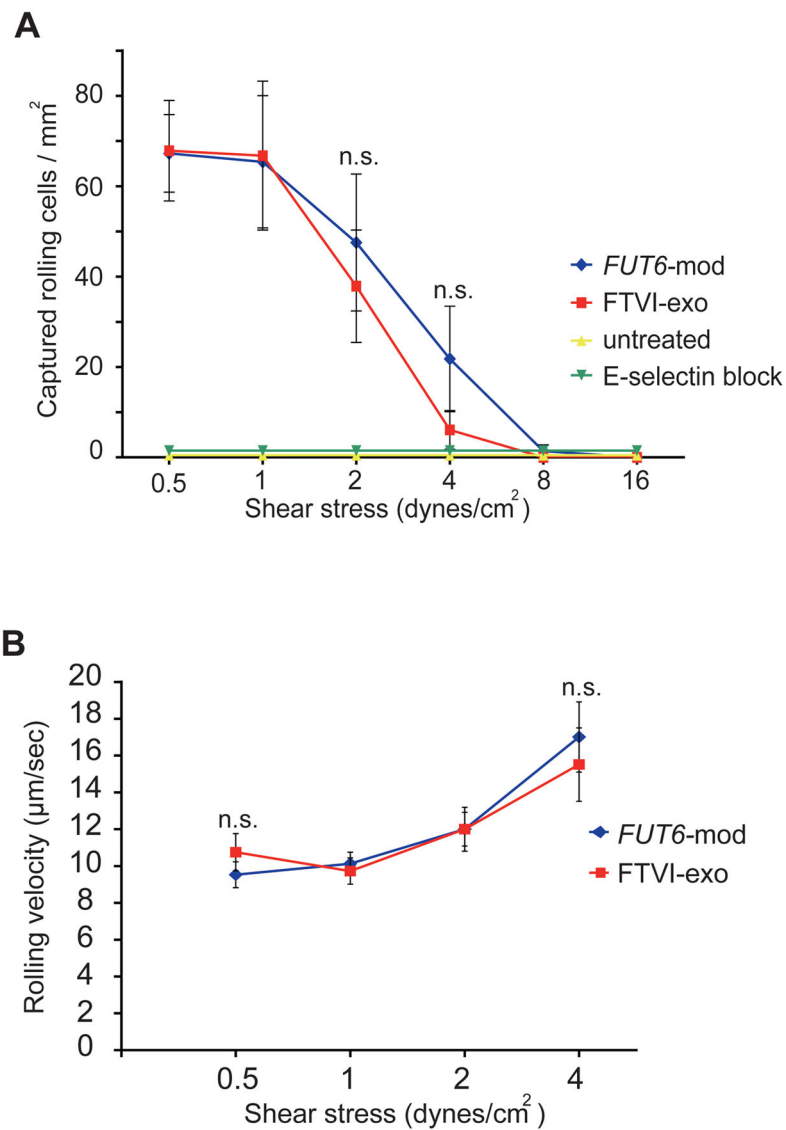 A
Captured rolling cells / mm²
80
60
40
20
0
n.s.
n.s.
FUT6-mod
FTVI-exo
untreated
E-selectin block
0.5 1 2 4 8 16
Shear stress (dynes/cm²)
B
Rolling velocity (µm/sec)
20
18
16
14
12
10
8
6
4
2
0
n.s.
n.s.
FUT6-mod
FTVI-exo
0.5 1 2 4
Shear stress (dynes/cm²)